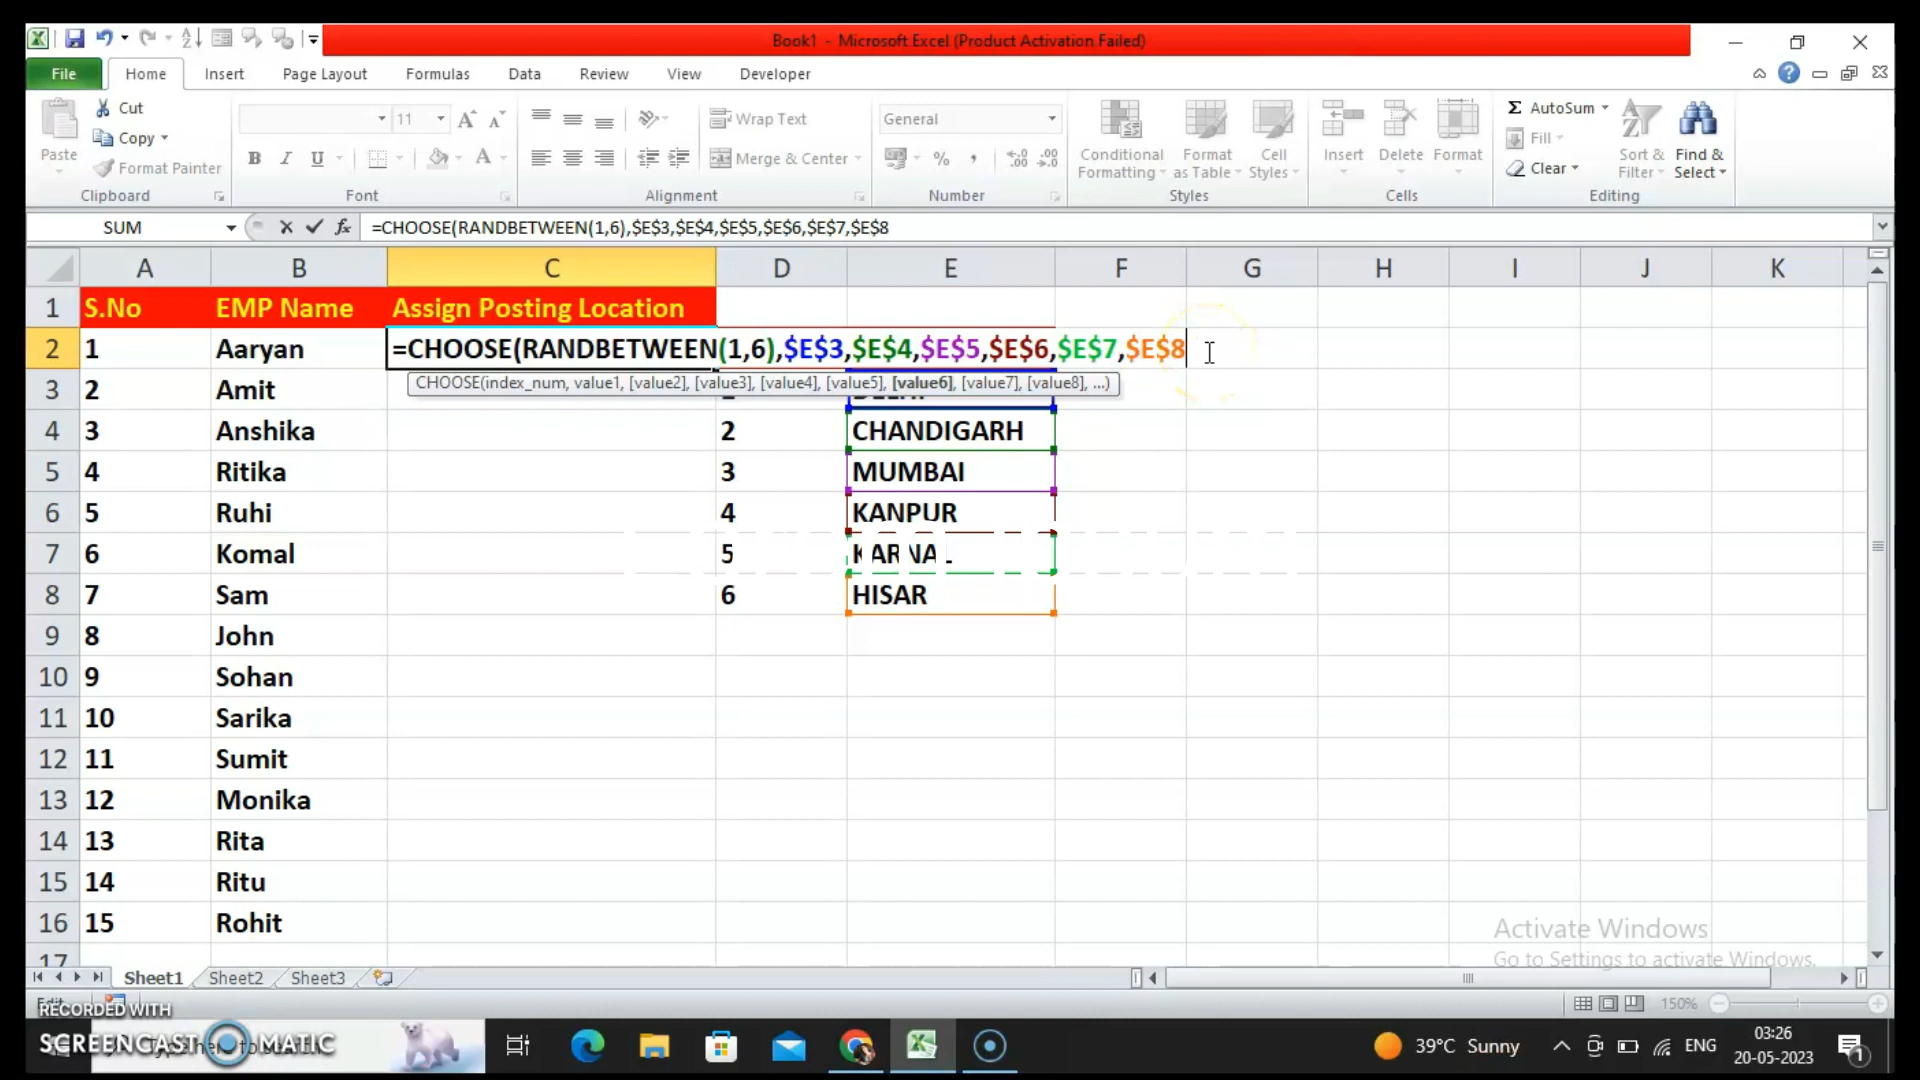 Book1 - Microsoft Excel (Product Activation Failed)
File Home Insert Page Layout Formulas Data Review View Developer
Paste
Cut
Copy
Format Painter
Clipboard
11
B I U
Font
Wrap Text
Merge & Center
Alignment
General
%
Number
Conditional Formatting
Format as Table
Cell Styles
Styles
Insert Delete Format
Cells
AutoSum
Fill
Clear
Sort & Filter
Find & Select
Editing
SUM =CHOOSE(RANDBETWEEN(1,6),$E$3,$E$4,$E$5,$E$6,$E$7,$E$8
A B C D E F G H I J K
1 S.No EMP Name Assign Posting Location
2 1 Aaryan =CHOOSE(RANDBETWEEN(1,6),$E$3,$E$4,$E$5,$E$6,$E$7,$E$8
CHOOSE(index_num, value1, [value2], [value3], [value4], [value5], [value6], [value7], [value8], ...)
3 2 Amit
4 3 Anshika 2 CHANDIGARH
5 4 Ritika 3 MUMBAI
6 5 Ruhi 4 KANPUR
7 6 Komal 5 KARNAL
8 7 Sam 6 HISAR
9 8 John
10 9 Sohan
11 10 Sarika
12 11 Sumit
13 12 Monika
14 13 Rita
15 14 Ritu
16 15 Rohit
17
Activate Windows
Go to Settings to activate Windows.
Sheet1 Sheet2 Sheet3
150%
RECORDED WITH
SCREENCAST MATIC
39°C Sunny
ENG
03:26
20-05-2023
1